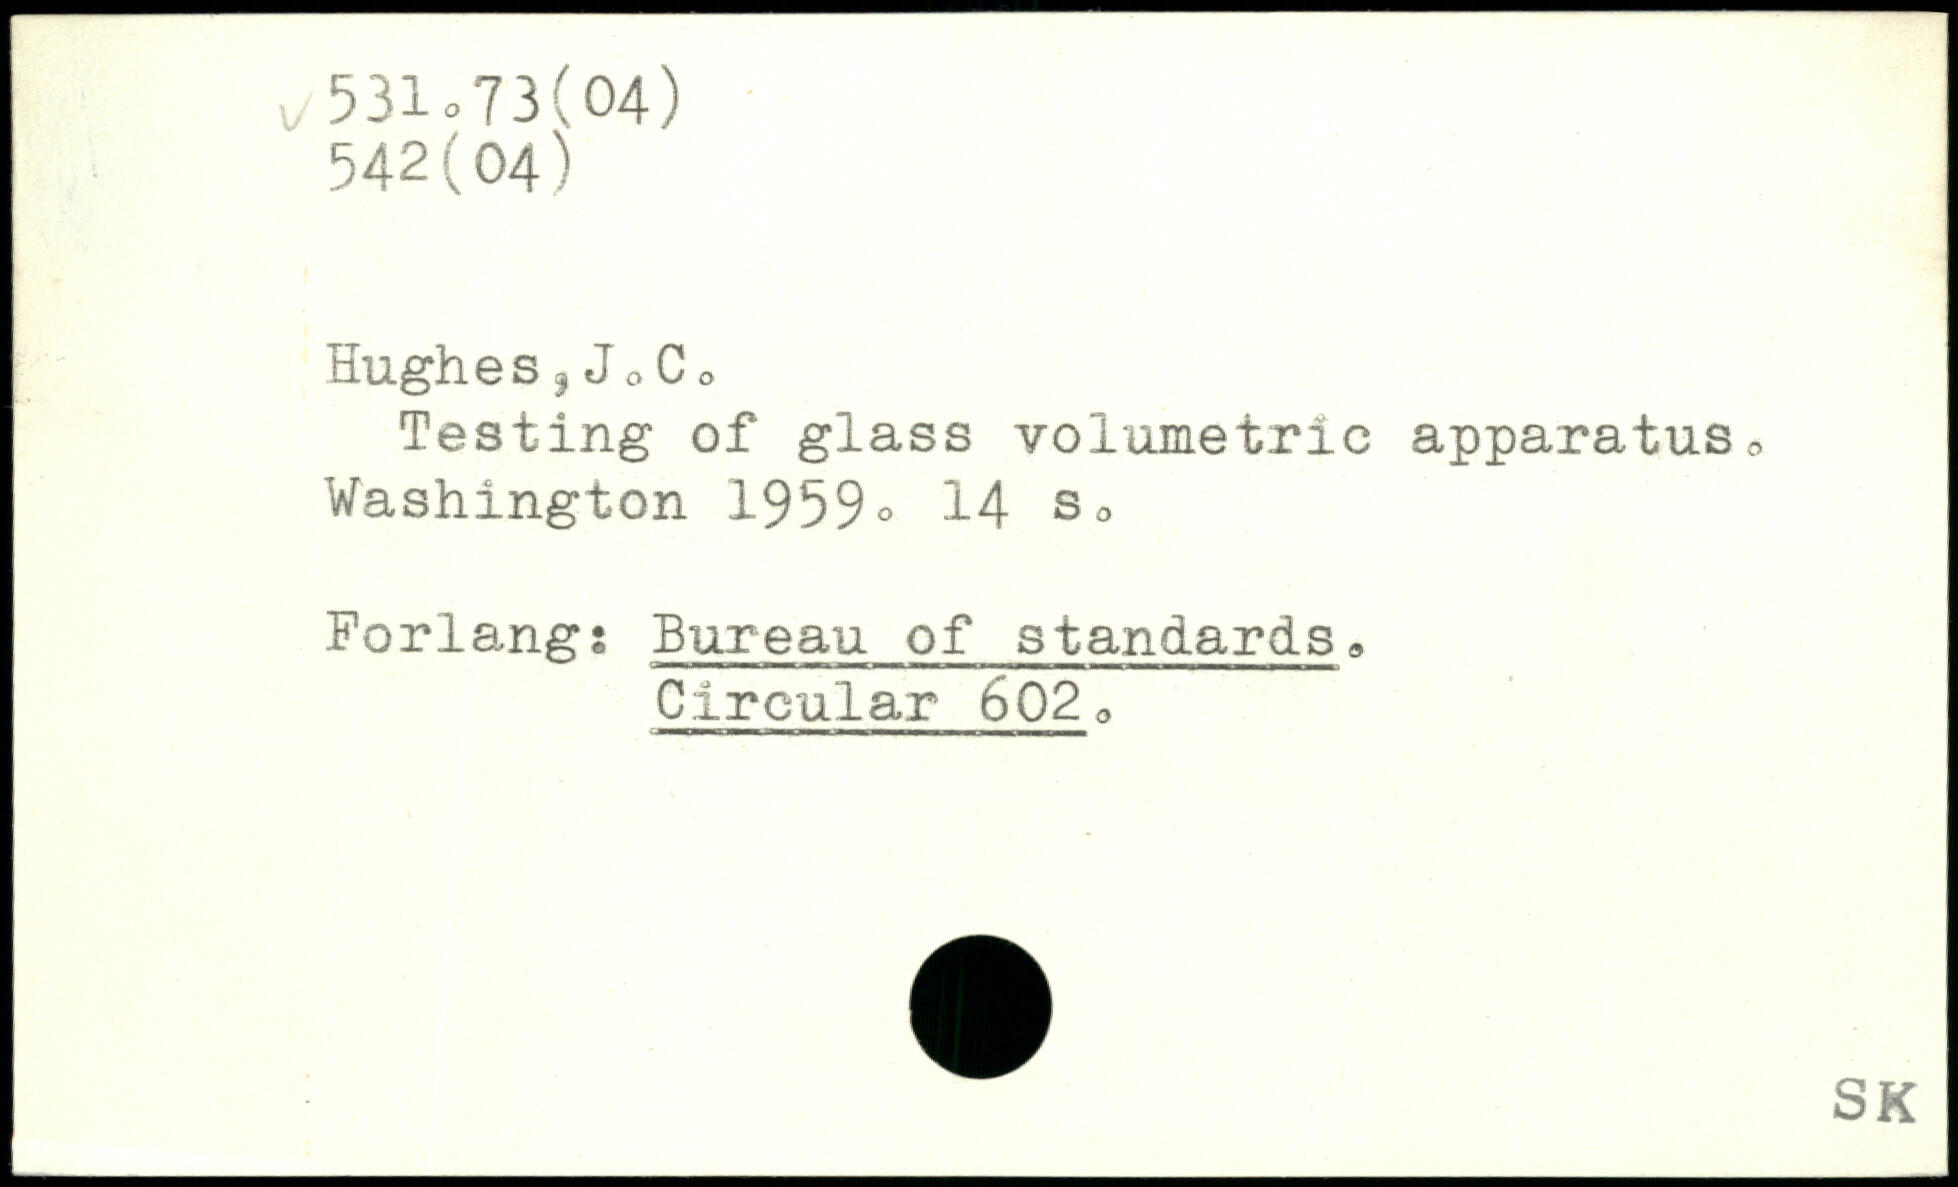 ✓ 531.73(04)
542(04)
Hughes,J.C.
Testing of glass volumetric apparatus.
Washington 1959. 14 s.
Forlang: Bureau of standards.
Circular 602.
SK